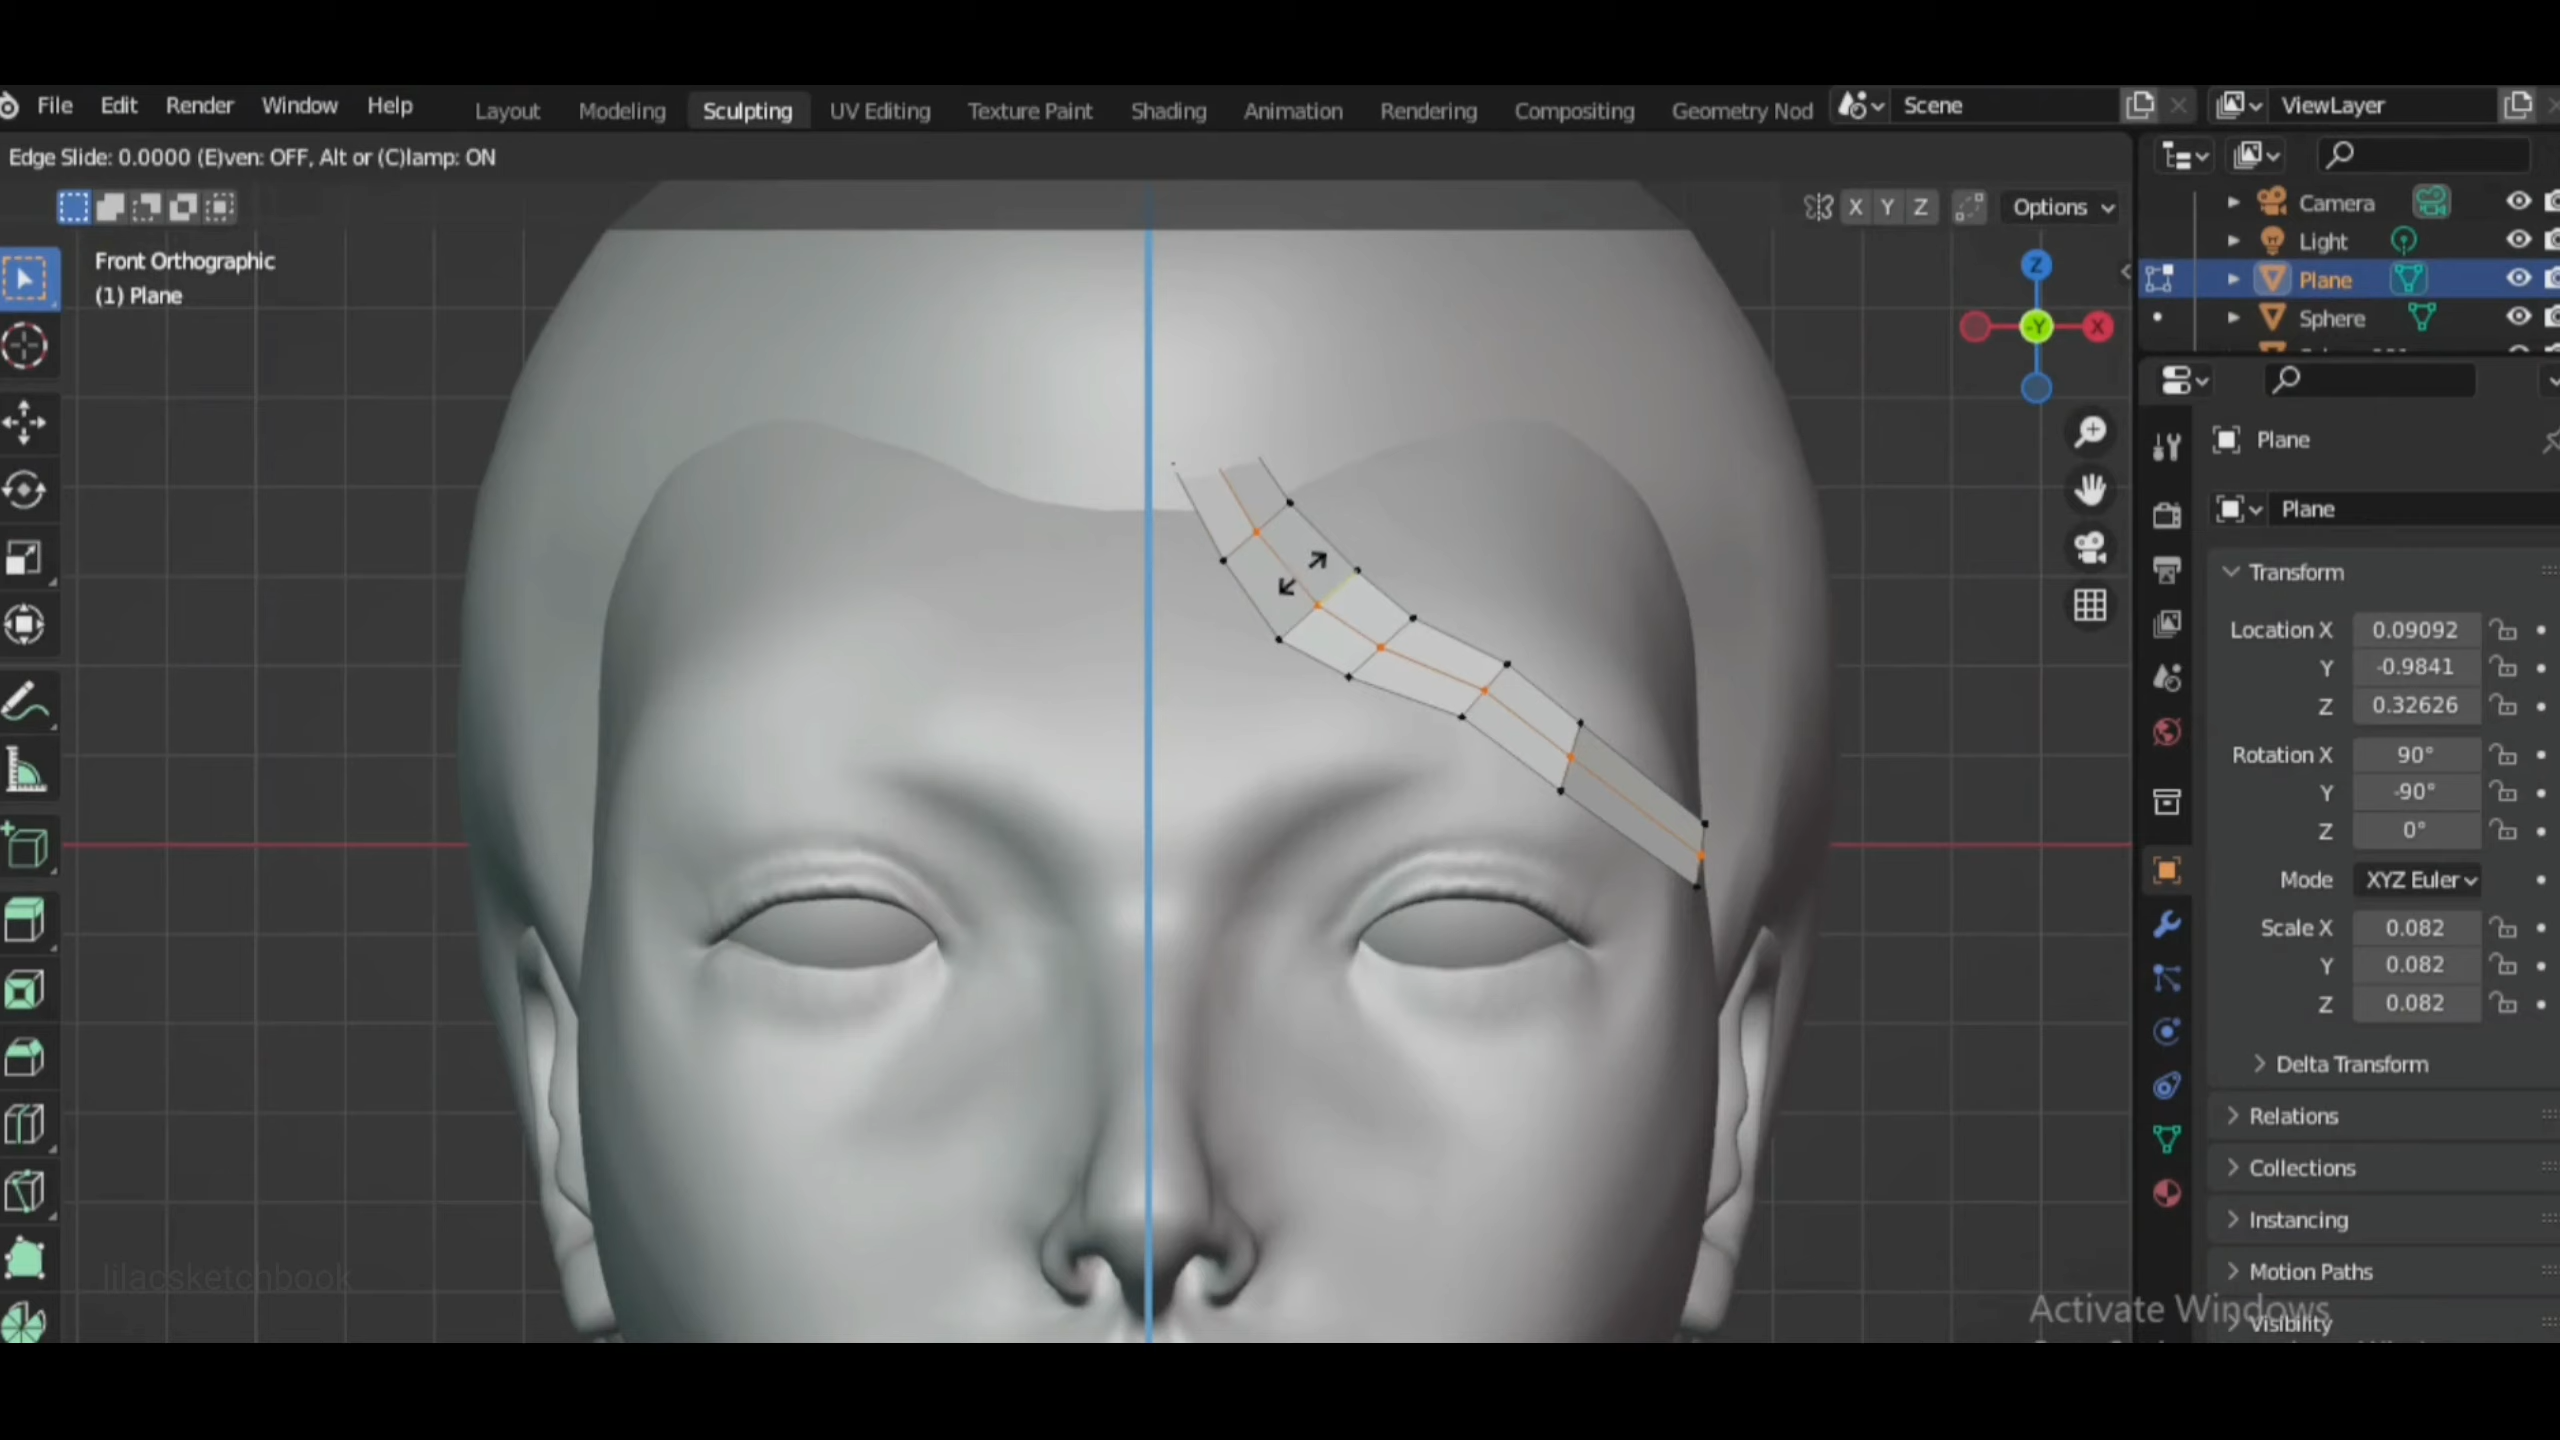 File Edit Render Window Help Layout Modeling Sculpting UV Editing Texture Paint Shading Animation Rendering Compositing Geometry Nod Scene ViewLayer
Edge Slide: 0.0000 (E)ven: OFF, Alt or (C)lamp: ON
X Y Z Options
Front Orthographic
(1) Plane
Z
-Y
X
Camera
Light
Plane
Sphere
Plane
Plane
Transform
Location X 0.09092
Y -0.9841
Z 0.32626
Rotation X 90°
Y -90°
Z 0°
Mode XYZ Euler
Scale X 0.082
Y 0.082
Z 0.082
Delta Transform
Relations
Collections
Instancing
Motion Paths
Visibility
lilacsketchbook
Activate Windows